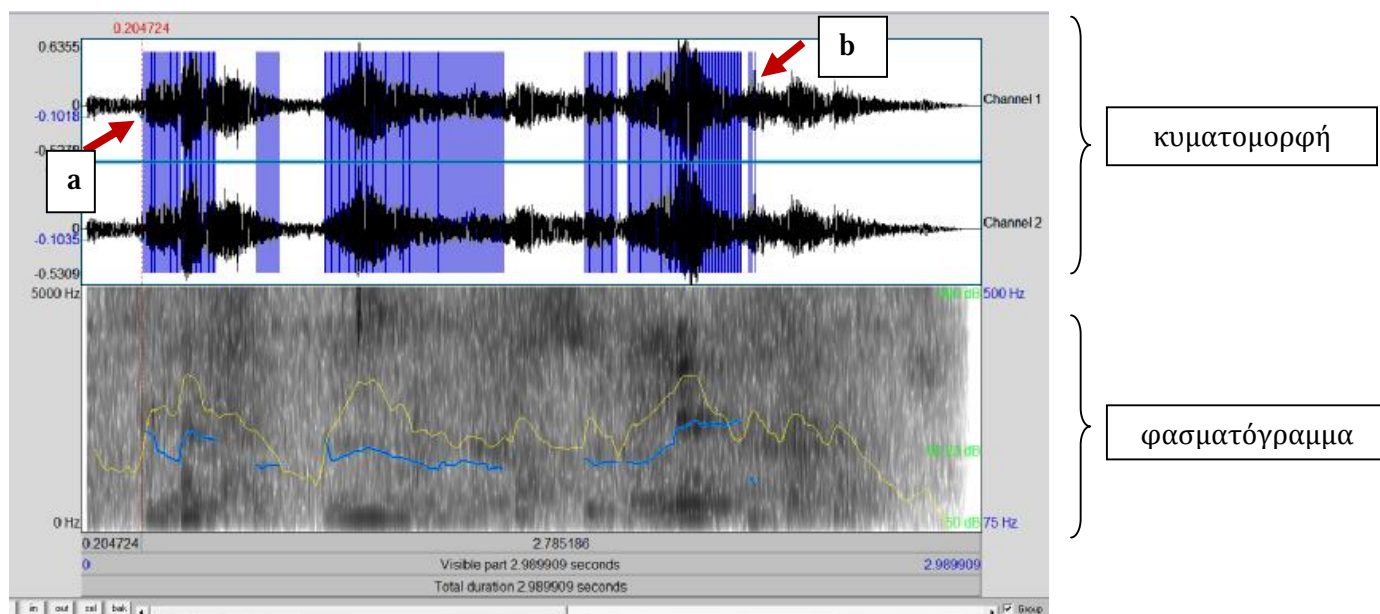 0.204724
0.6355
b
0
Channel 1
-0.1018
κυματομορφή
a
0
Channel 2
-0.1035
-0.5309
5000 Hz
500 Hz
φασματόγραμμα
0 Hz
50 dB
75 Hz
0.204724
2.785186
0
Visible part 2.989909 seconds
2.989909
Total duration 2.989909 seconds
in
out
sel
bak
Group